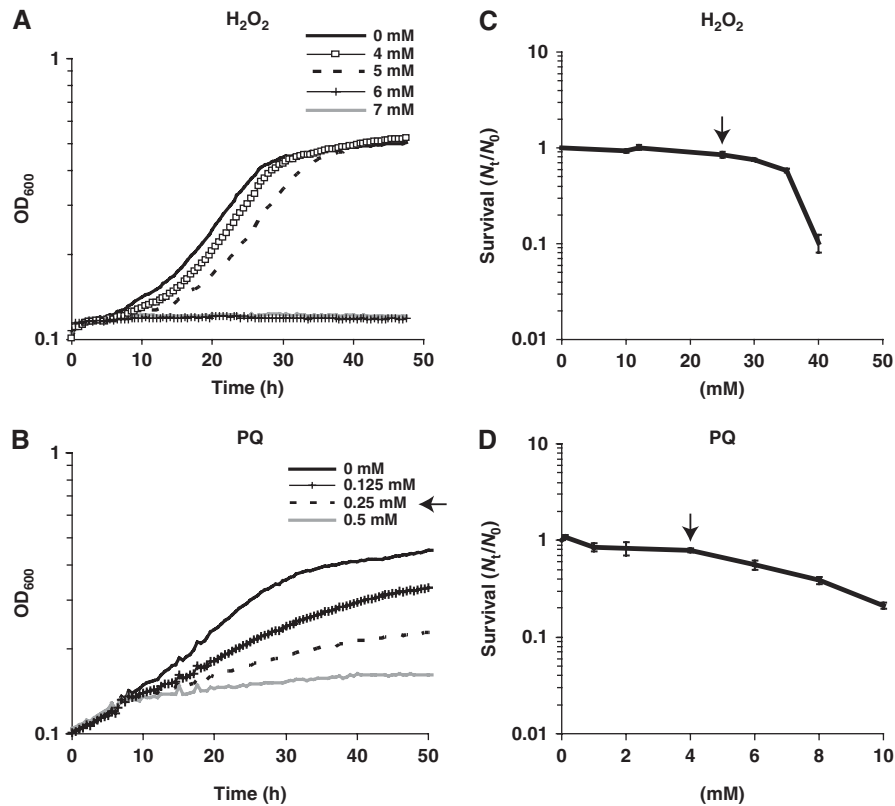 A
H₂O₂
0 mM
4 mM
5 mM
6 mM
7 mM
1
0.1
OD₆₀₀
0 10 20 30 40 50
Time (h)
C
H₂O₂
10
1
0.1
0.01
Survival (Nₜ/N₀)
0 10 20 30 40 50
(mM)
B
PQ
0 mM
0.125 mM
0.25 mM
0.5 mM
1
0.1
OD₆₀₀
0 10 20 30 40 50
Time (h)
D
PQ
10
1
0.1
0.01
Survival (Nₜ/N₀)
0 2 4 6 8 10
(mM)